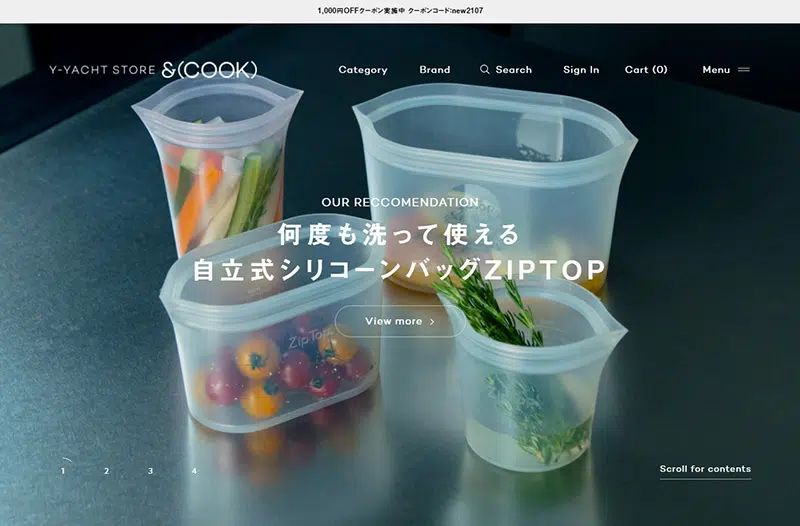 1,000円OFFクーポン実施中 クーポンコード:new2107
Y-YACHT STORE &(COOK)
Category Brand Search Sign In Cart (0) Menu
OUR RECCOMENDATION
何度も洗って使える
自立式シリコーンバッグZIPTOP
View more
ZipTop
1 2 3 4
Scroll for contents